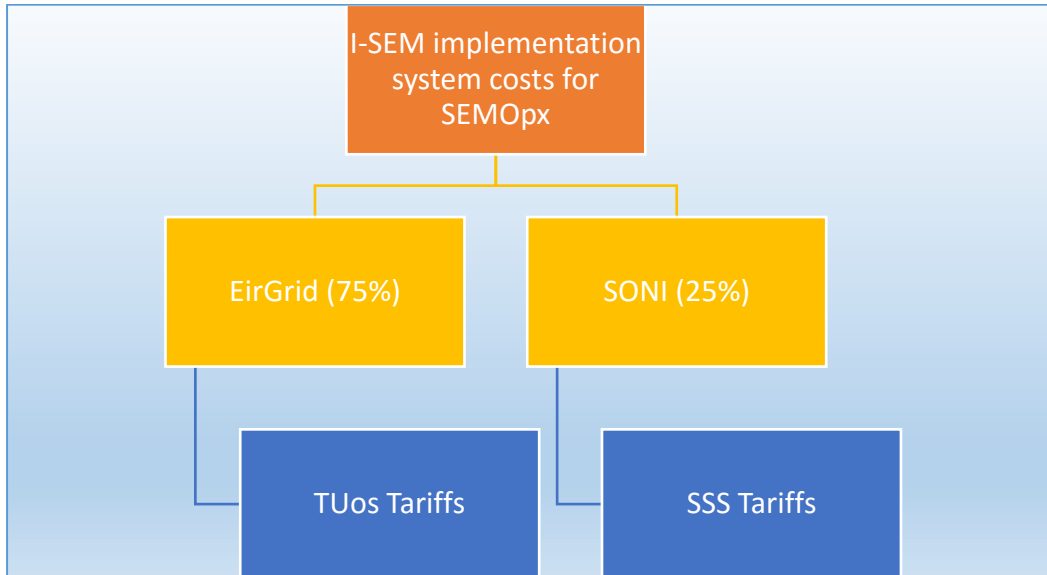 I-SEM implementation
system costs for
SEMOpx
EirGrid (75%)
SONI (25%)
TUos Tariffs
SSS Tariffs